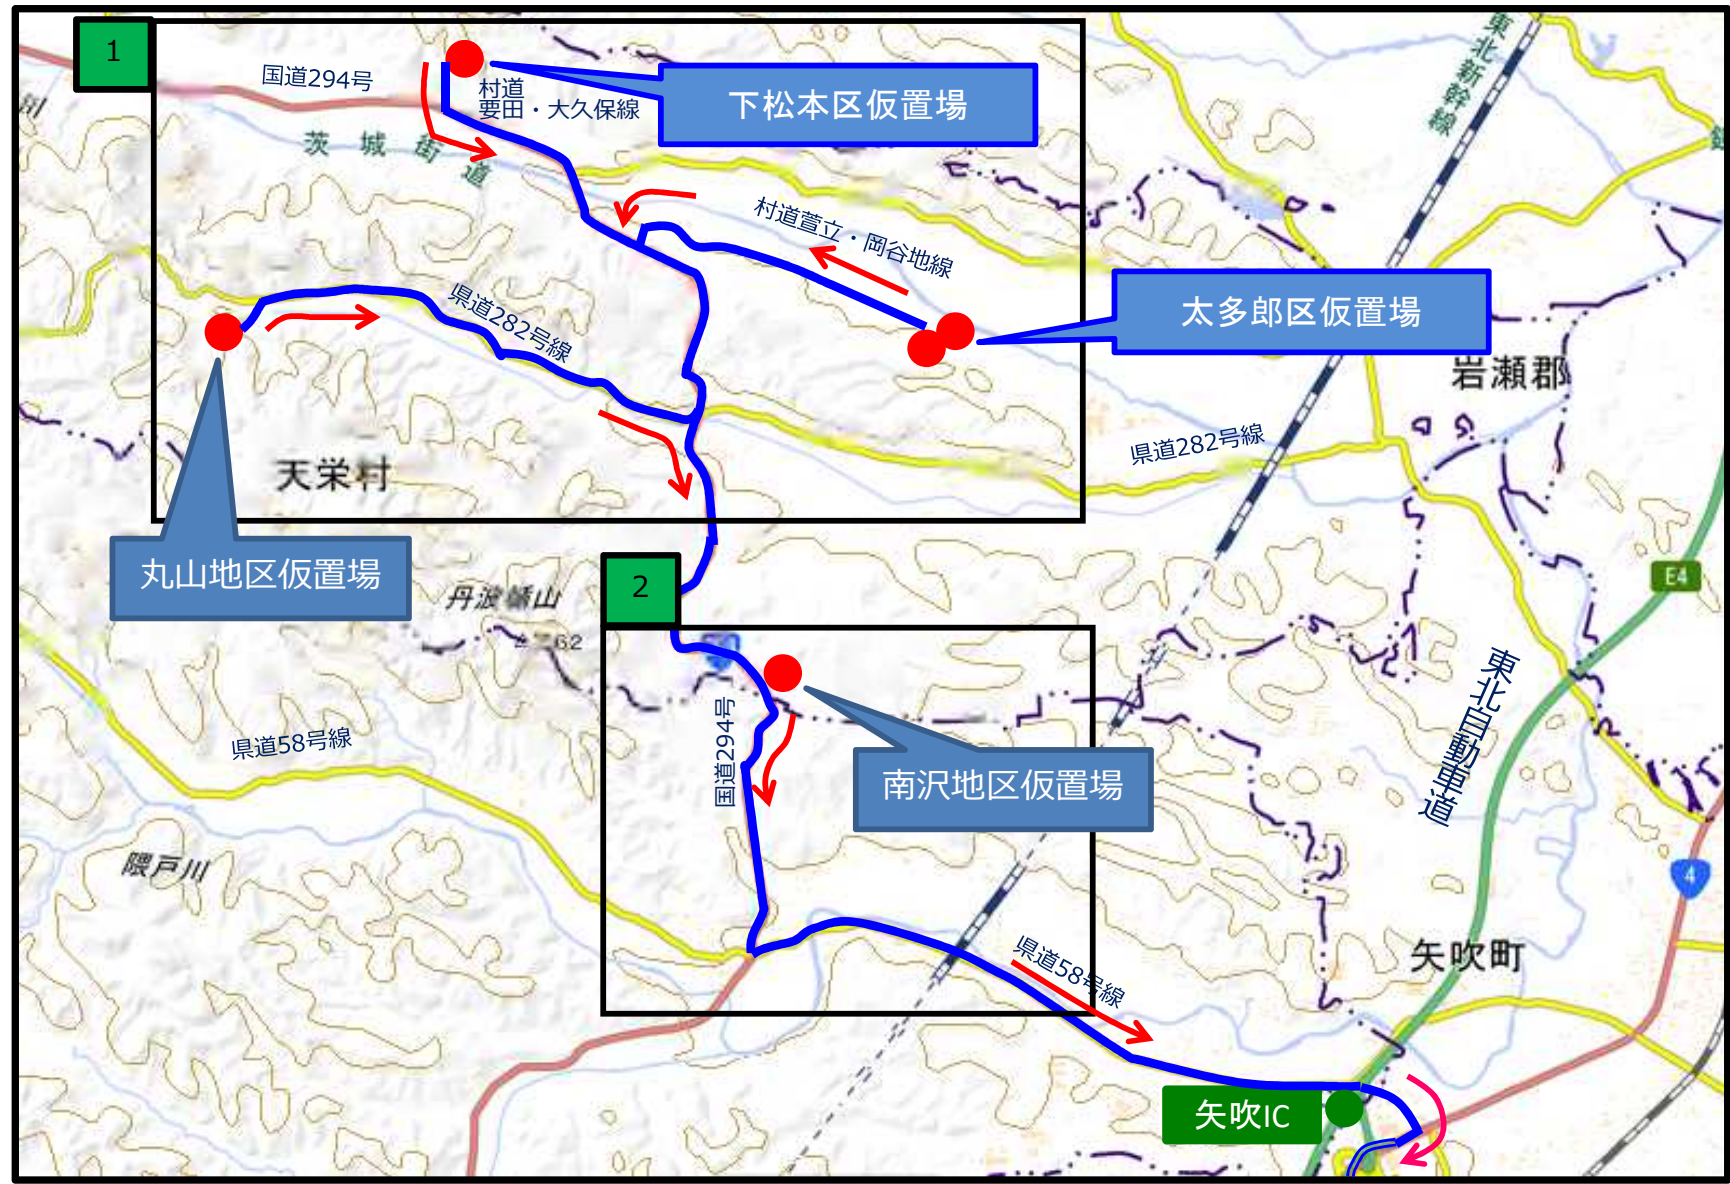 1
国道294号
村道
要田・大久保線
下松本区仮置場
東北新幹線
川
茨城街道
村道萱立・岡谷地線
太多郎区仮置場
県道282号線
岩瀬郡
県道282号線
天栄村
丸山地区仮置場
2
E4
東北自動車道
国道294号
県道58号線
南沢地区仮置場
隈戸川
4
矢吹町
県道58号線
矢吹IC